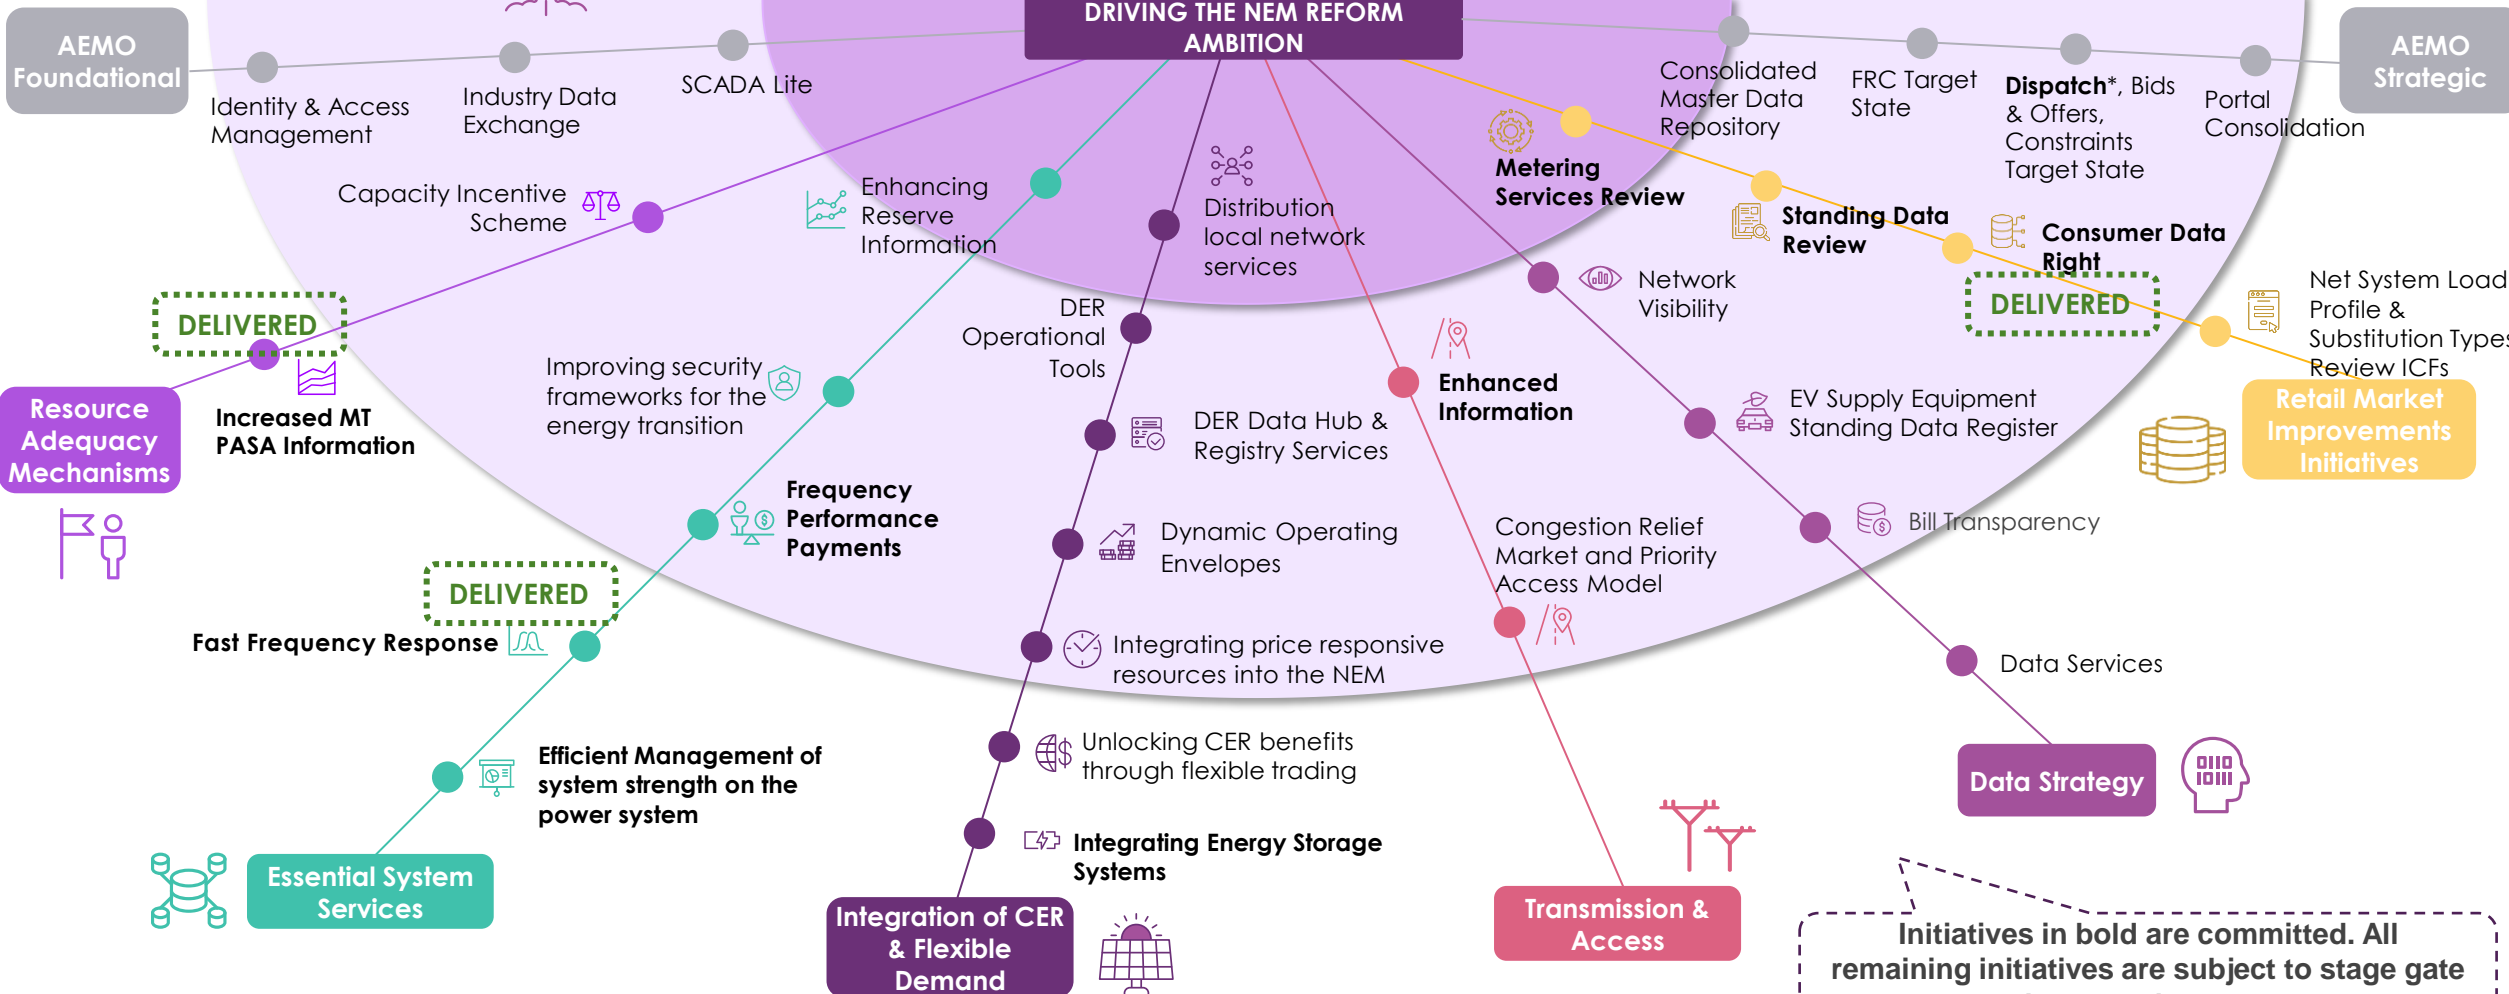 DRIVING THE NEM REFORM
AMBITION
AEMO
Foundational
Identity & Access
Management
Industry Data
Exchange
SCADA Lite
Consolidated
Master Data
Repository
FRC Target
State
Dispatch*, Bids
& Offers,
Constraints
Target State
Portal
Consolidation
AEMO
Strategic
Capacity Incentive
Scheme
DELIVERED
Increased MT
PASA Information
Resource
Adequacy
Mechanisms
Enhancing
Reserve
Information
Improving security
frameworks for the
energy transition
Frequency
Performance
Payments
DELIVERED
Fast Frequency Response
Efficient Management of
system strength on the
power system
Essential System
Services
Distribution
local network
services
DER
Operational
Tools
DER Data Hub &
Registry Services
Dynamic Operating
Envelopes
Integrating price responsive
resources into the NEM
Unlocking CER benefits
through flexible trading
Integrating Energy Storage
Systems
Integration of CER
& Flexible
Demand
Enhanced
Information
Congestion Relief
Market and Priority
Access Model
Transmission &
Access
Network
Visibility
EV Supply Equipment
Standing Data Register
Bill Transparency
Data Services
Data Strategy
0110
1011
Metering
Services Review
Standing Data
Review
Consumer Data
Right
DELIVERED
Net System Load
Profile &
Substitution Types
Review ICFs
Retail Market
Improvements
Initiatives
Initiatives in bold are committed. All
remaining initiatives are subject to stage gate